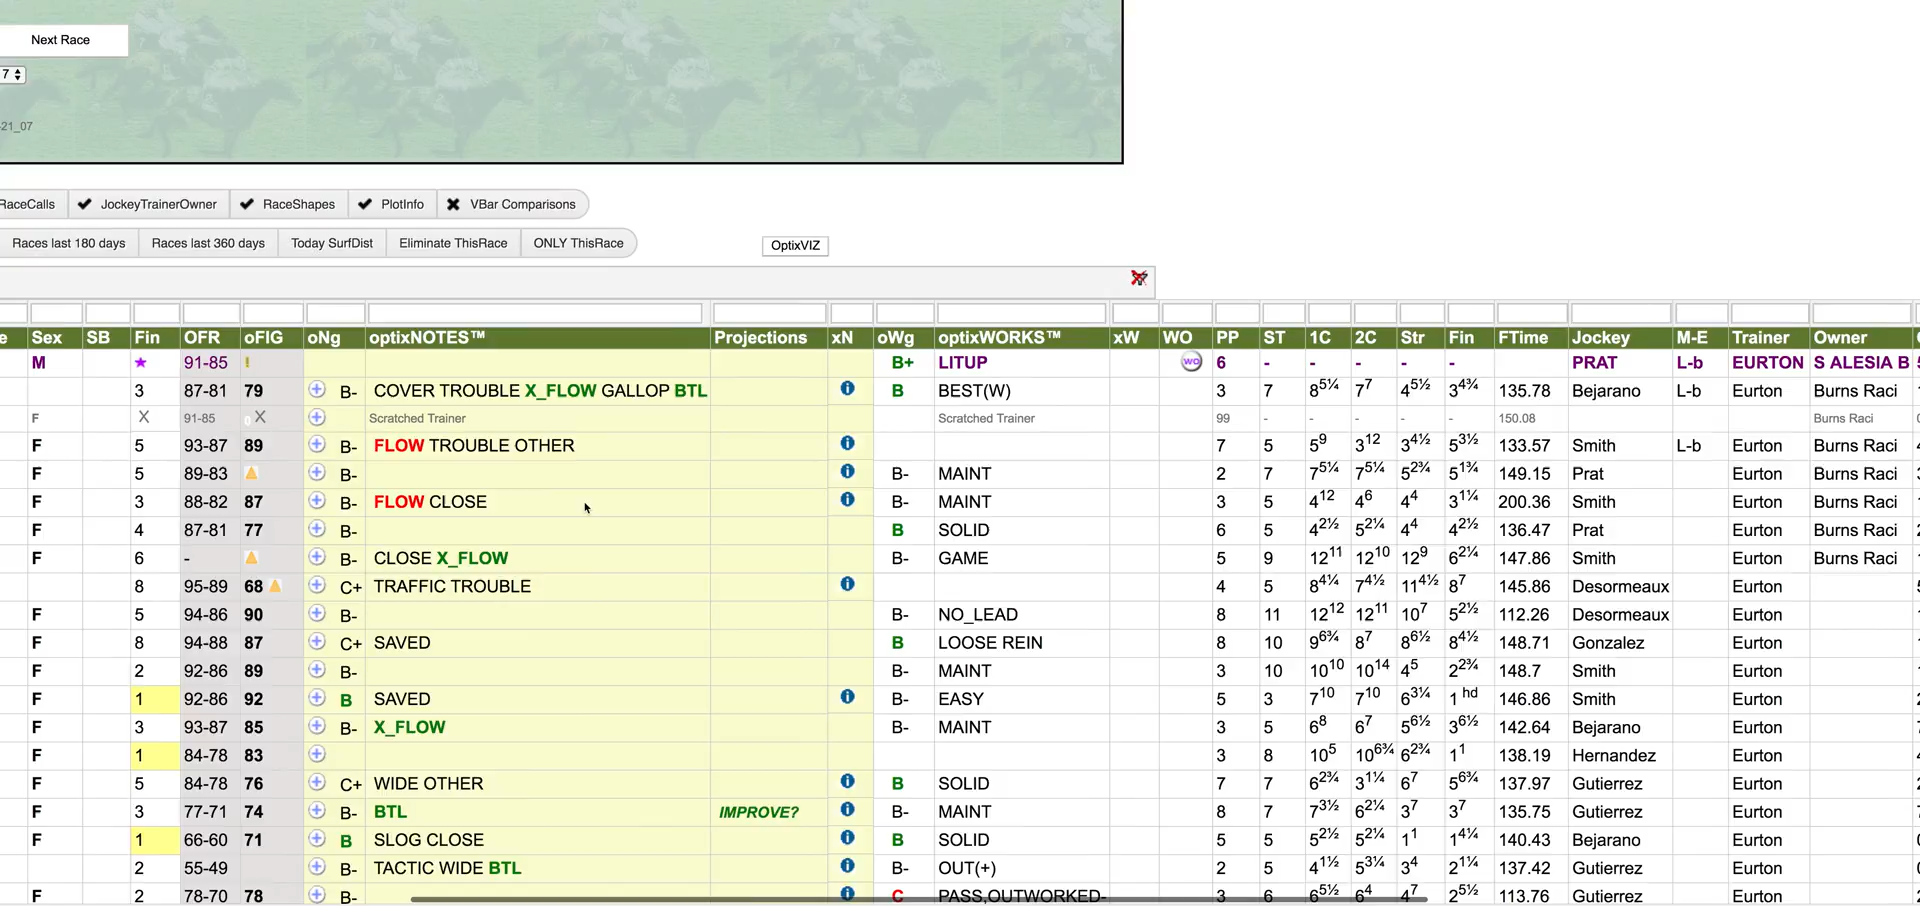 Next Race
7
-21_07
RaceCalls JockeyTrainerOwner RaceShapes PlotInfo VBar Comparisons
Races last 180 days Races last 360 days Today SurfDist Eliminate ThisRace ONLY ThisRace OptixVIZ
e Sex SB Fin OFR oFIG oNg optixNOTES™ Projections xN oWg optixWORKS™ xW WO PP ST 1C 2C Str Fin FTime Jockey M-E Trainer Owner
M ★ 91-85 ! B+ LITUP WO 6 - - - - - PRAT L-b EURTON S ALESIA B
3 87-81 79 B- COVER TROUBLE X_FLOW GALLOP BTL B BEST(W) 3 7 8 5¼ 7 7 4 5½ 3 4¾ 135.78 Bejarano L-b Eurton Burns Raci
F X 91-85 0 X Scratched Trainer Scratched Trainer 99 - - - - - 150.08 Burns Raci
F 5 93-87 89 B- FLOW TROUBLE OTHER 7 5 5 9 3 12 3 4½ 5 3½ 133.57 Smith L-b Eurton Burns Raci
F 5 89-83 B- B- MAINT 2 7 7 5¼ 7 5¼ 5 2¾ 5 1¾ 149.15 Prat Eurton Burns Raci
F 3 88-82 87 B- FLOW CLOSE B- MAINT 3 5 4 12 4 6 4 4 3 1¼ 200.36 Smith Eurton Burns Raci
F 4 87-81 77 B- B SOLID 6 5 4 2½ 5 2¼ 4 4 4 2½ 136.47 Prat Eurton Burns Raci
F 6 - B- CLOSE X_FLOW B- GAME 5 9 12 11 12 10 12 9 6 2¼ 147.86 Smith Eurton Burns Raci
8 95-89 68 C+ TRAFFIC TROUBLE 4 5 8 4¼ 7 4½ 11 4½ 8 7 145.86 Desormeaux Eurton
F 5 94-86 90 B- B- NO_LEAD 8 11 12 12 12 11 10 7 5 2½ 112.26 Desormeaux Eurton
F 8 94-88 87 C+ SAVED B LOOSE REIN 8 10 9 6¾ 8 7 8 6½ 8 4½ 148.71 Gonzalez Eurton
F 2 92-86 89 B- B- MAINT 3 10 10 10 10 14 4 5 2 2¾ 148.7 Smith Eurton
F 1 92-86 92 B SAVED B- EASY 5 3 7 10 7 10 6 3¼ 1 hd 146.86 Smith Eurton
F 3 93-87 85 B- X_FLOW B- MAINT 3 5 6 8 6 7 5 6½ 3 6½ 142.64 Bejarano Eurton
F 1 84-78 83 3 8 10 5 10 6¾ 6 2¾ 1 1 138.19 Hernandez Eurton
F 5 84-78 76 C+ WIDE OTHER B SOLID 7 7 6 2¾ 3 1¼ 6 7 5 6¾ 137.97 Gutierrez Eurton
F 3 77-71 74 B- BTL IMPROVE? B- MAINT 8 7 7 3½ 6 2¼ 3 7 3 7 135.75 Gutierrez Eurton
F 1 66-60 71 B SLOG CLOSE B SOLID 5 5 5 2½ 5 2¼ 1 1 1 4¼ 140.43 Bejarano Eurton
2 55-49 B- TACTIC WIDE BTL B- OUT(+) 2 5 4 1½ 5 3¼ 3 4 2 1¼ 137.42 Gutierrez Eurton
F 2 78-70 78 B- C PASS,OUTWORKED- 3 6 6 5½ 6 4 4 7 2 5½ 113.76 Gutierrez Eurton